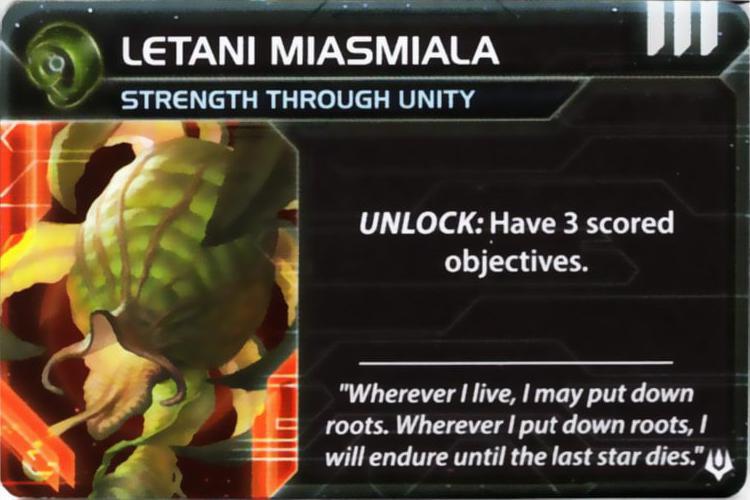 LETANI MIASMIALA
STRENGTH THROUGH UNITY
UNLOCK: Have 3 scored
objectives.
"Wherever I live, I may put down
roots. Wherever I put down roots, I
will endure until the last star dies."